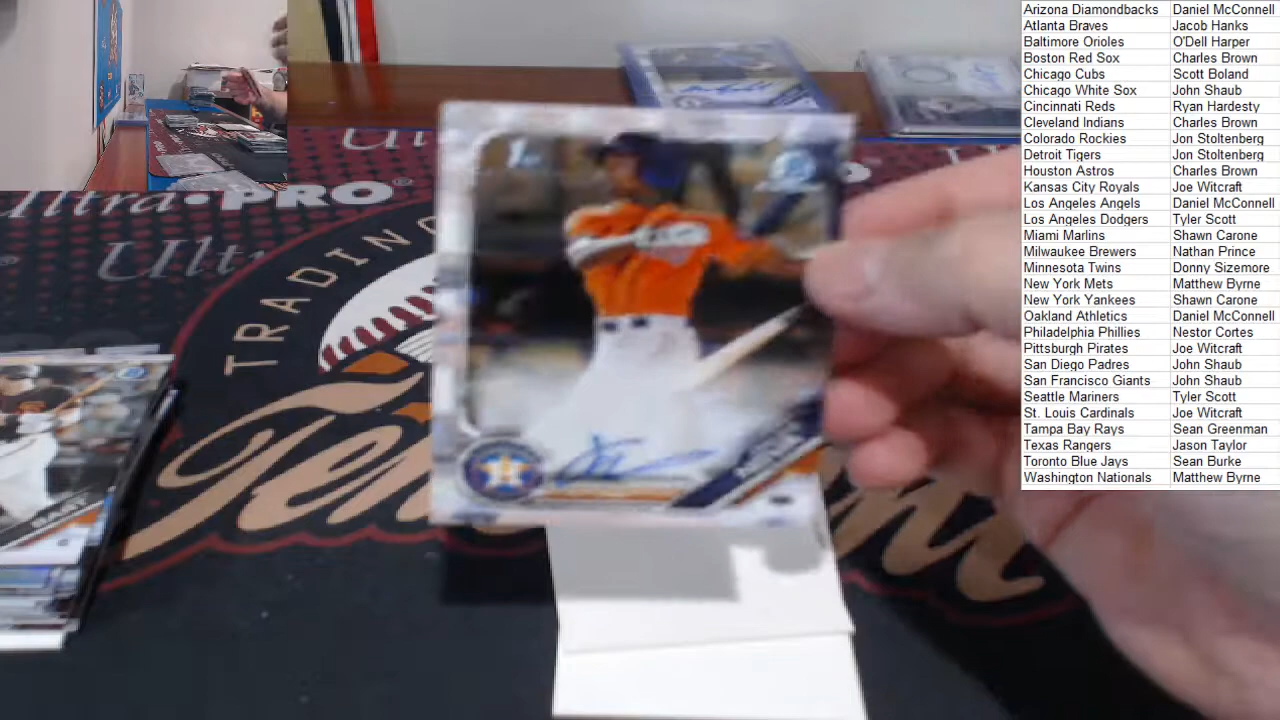 Arizona Diamondbacks Daniel McConnell
Atlanta Braves Jacob Hanks
Baltimore Orioles O'Dell Harper
Boston Red Sox Charles Brown
Chicago Cubs Scott Boland
Chicago White Sox John Shaub
Cincinnati Reds Ryan Hardesty
Cleveland Indians Charles Brown
Colorado Rockies Jon Stoltenberg
Detroit Tigers Jon Stoltenberg
Houston Astros Charles Brown
Kansas City Royals Joe Witcraft
Los Angeles Angels Daniel McConnell
Los Angeles Dodgers Tyler Scott
Miami Marlins Shawn Carone
Milwaukee Brewers Nathan Prince
Minnesota Twins Donny Sizemore
New York Mets Matthew Byrne
New York Yankees Shawn Carone
Oakland Athletics Daniel McConnell
Philadelphia Phillies Nestor Cortes
Pittsburgh Pirates Joe Witcraft
San Diego Padres John Shaub
San Francisco Giants John Shaub
Seattle Mariners Tyler Scott
St. Louis Cardinals Joe Witcraft
Tampa Bay Rays Sean Greenman
Texas Rangers Jason Taylor
Toronto Blue Jays Sean Burke
Washington Nationals Matthew Byrne
Ultra•PRO®
Ult
TRADING
1st